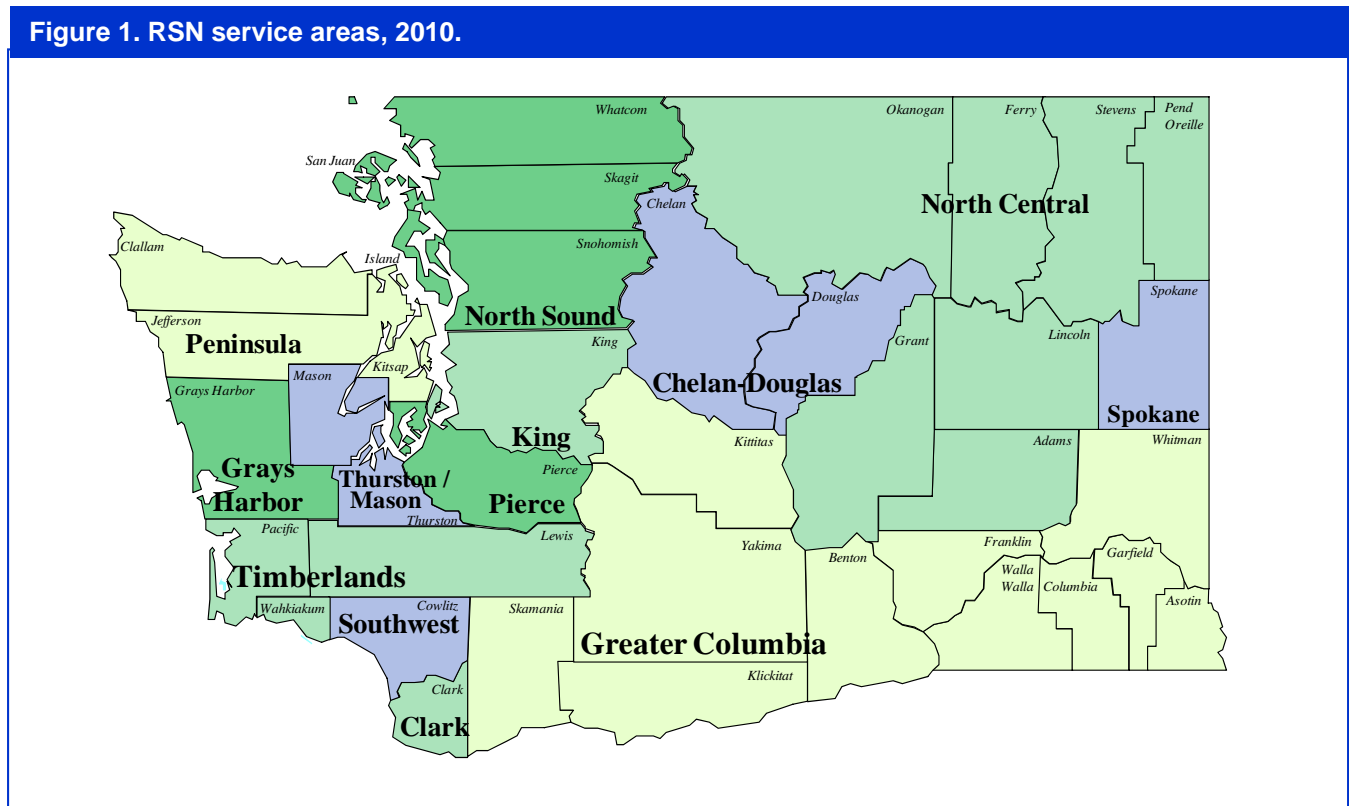 Figure 1. RSN service areas, 2010.
Whatcom
Okanogan
Ferry
Stevens
Pend
Oreille
San Juan
Skagit
Chelan
North Central
Clallam
Snohomish
Island
Douglas
Spokane
Jefferson
North Sound
Lincoln
King
Grant
Peninsula
Mason
Kitsap
Grays Harbor
Chelan-Douglas
Spokane
King
Kittitas
Adams
Whitman
Grays
Harbor
Thurston /
Mason
Pierce
Pierce
Thurston
Pacific
Lewis
Yakima
Benton
Franklin
Walla
Walla
Garfield
Columbia
Asotin
Timberlands
Wahkiakum
Cowlitz
Southwest
Skamania
Greater Columbia
Klickitat
Clark
Clark